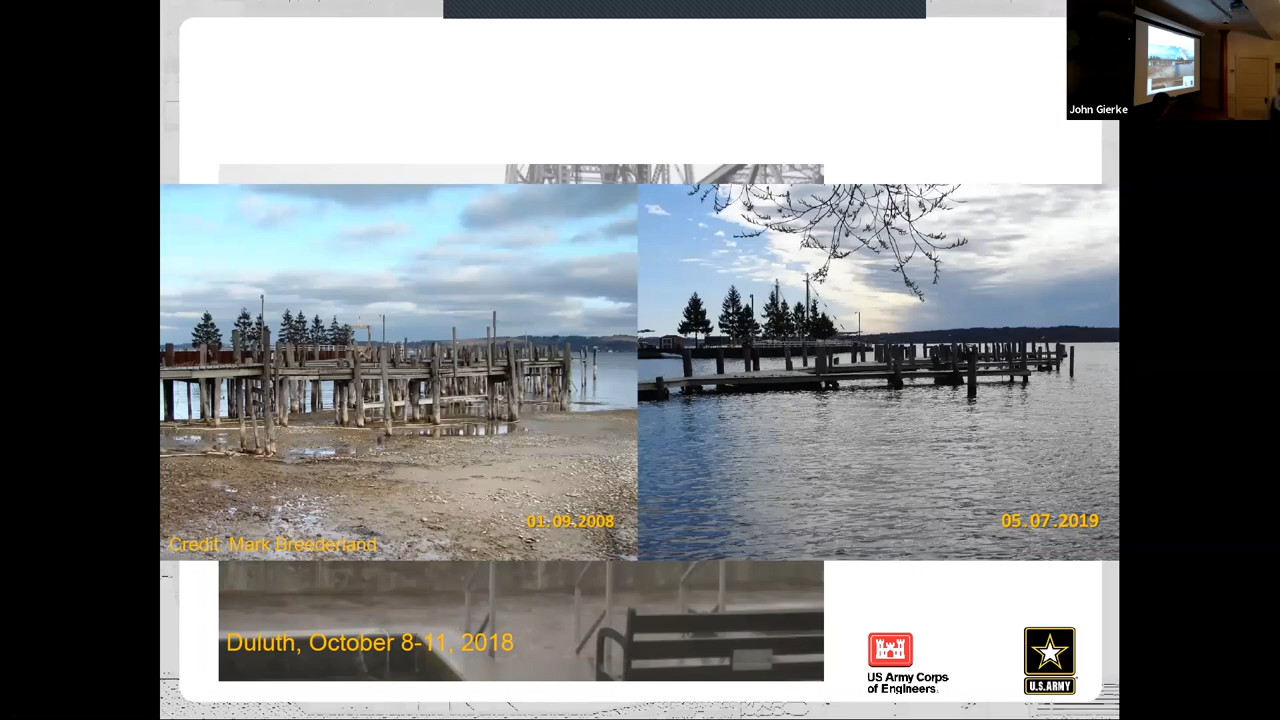 John Gierke
01.09.2008
05.07.2019
Credit: Mark Breederland
Duluth, October 8-11, 2018
US Army Corps
of Engineers
U.S. ARMY